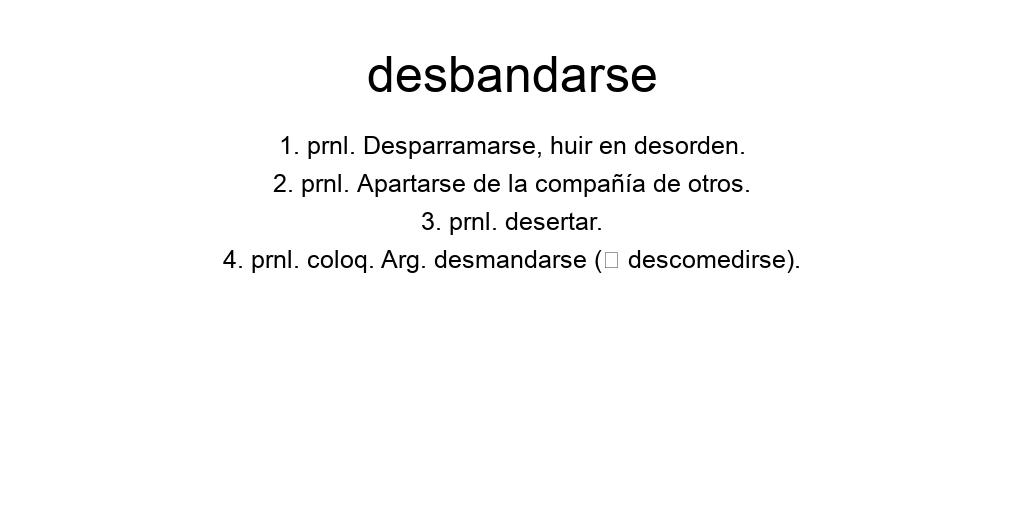 desbandarse
1. prnl. Desparramarse, huir en desorden.
2. prnl. Apartarse de la compañía de otros.
3. prnl. desertar.
4. prnl. coloq. Arg. desmandarse (□ descomedirse).